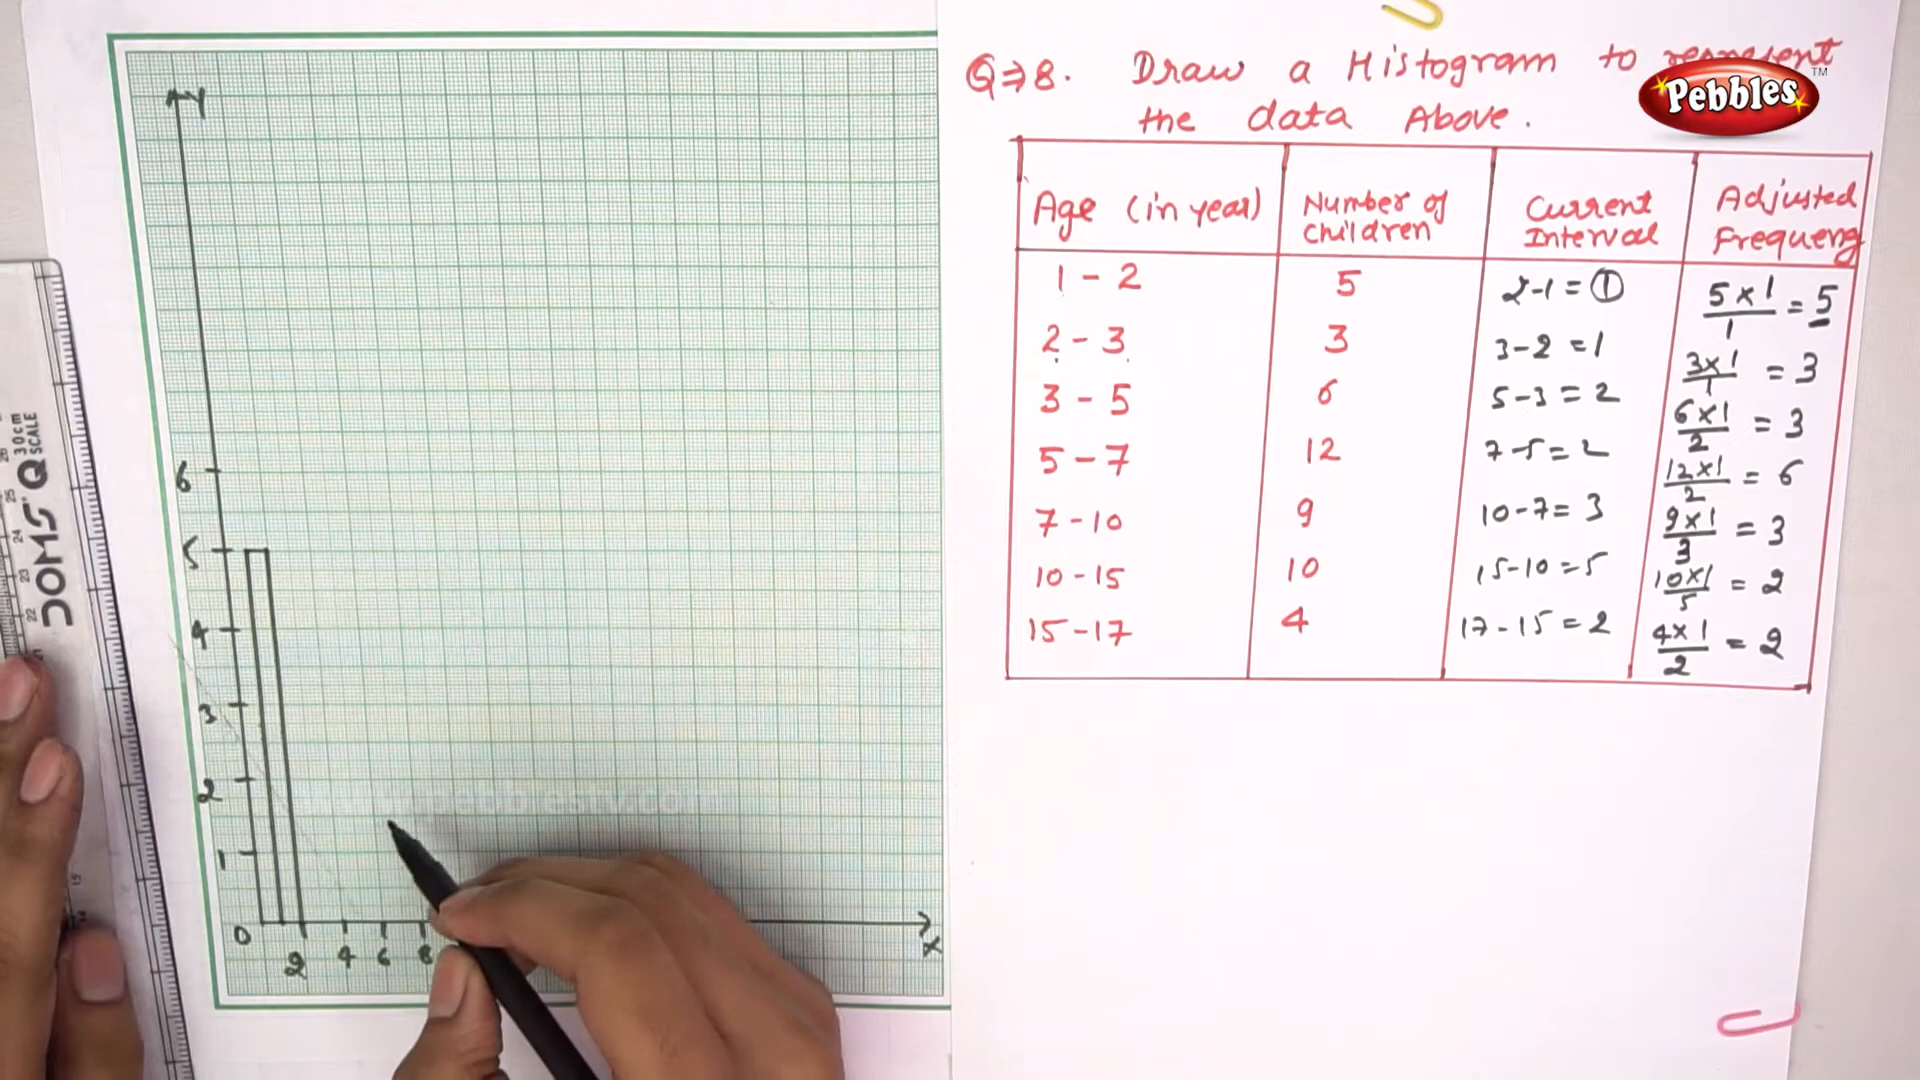 Q⇒8. Draw a Histogram to represent
the data Above.
Pebbles™
Age (in year) Number of children Current Interval Adjusted Frequency
1 - 2 5 2-1 = 1 5×1/1 = 5
2 - 3 3 3-2 = 1 3×1/1 = 3
3 - 5 6 5-3 = 2 6×1/2 = 3
5 - 7 12 7-5 = 2 12×1/2 = 6
7 - 10 9 10-7 = 3 9×1/3 = 3
10 - 15 10 15-10 = 5 10×1/5 = 2
15 - 17 4 17-15 = 2 4×1/2 = 2
Y
6
5
4
3
2
1
0 2 4 6 8 X
DOMS Q 30cm SCALE